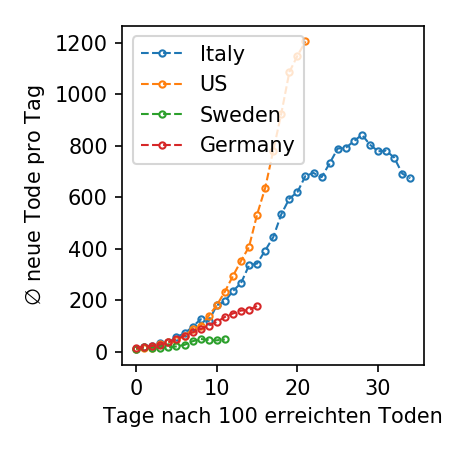 1200
1000
800
600
400
200
0
∅ neue Tode pro Tag
Italy
US
Sweden
Germany
0 10 20 30
Tage nach 100 erreichten Toden